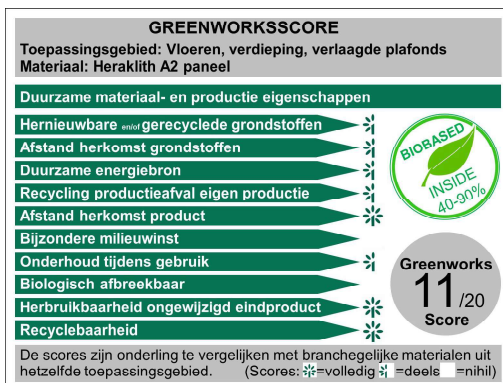 GREENWORKSSCORE
Toepassingsgebied: Vloeren, verdieping, verlaagde plafonds
Materiaal: Heraklith A2 paneel
Duurzame materiaal- en productie eigenschappen
Hernieuwbare en/of gerecyclede grondstoffen
Afstand herkomst grondstoffen
Duurzame energiebron
Recycling productieafval eigen productie
Afstand herkomst product
Bijzondere milieuwinst
Onderhoud tijdens gebruik
Biologisch afbreekbaar
Herbruikbaarheid ongewijzigd eindproduct
Recyclebaarheid
BIOBASED
INSIDE
40-90%
Greenworks
11/20
Score
De scores zijn onderling te vergelijken met branchegelijke materialen uit
hetzelfde toepassingsgebied. (Scores: =volledig =deels =nihil)